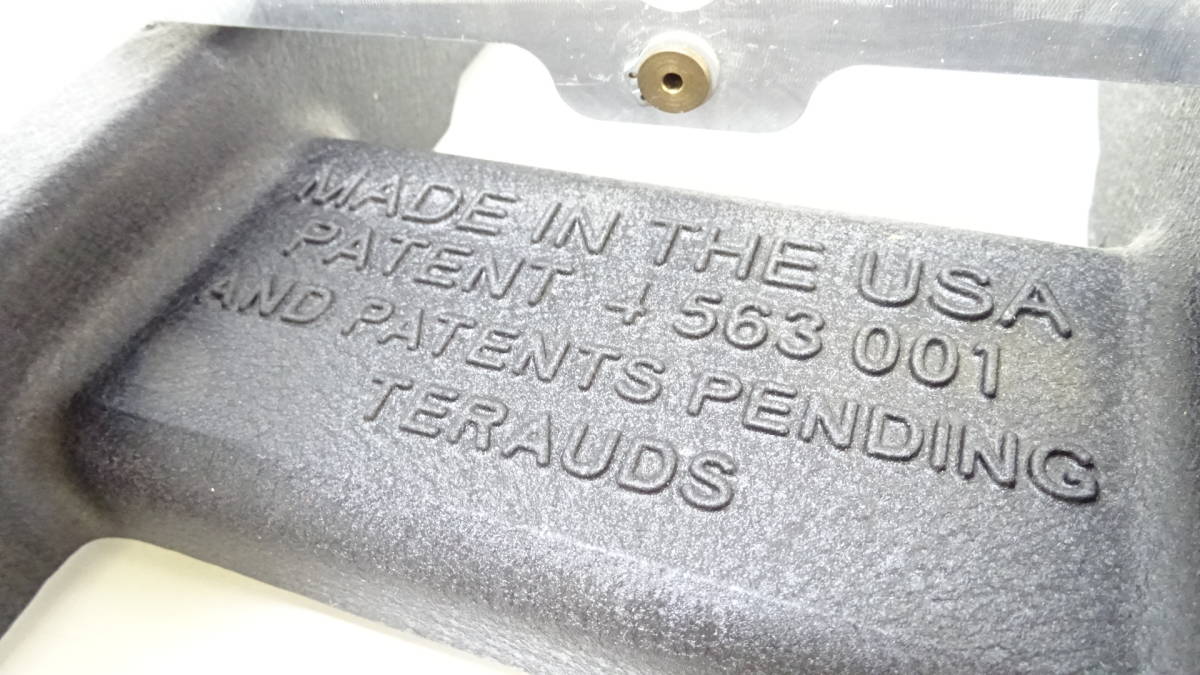 MADE IN THE USA
PATENT 4 563 001
AND PATENTS PENDING
TERAUDS